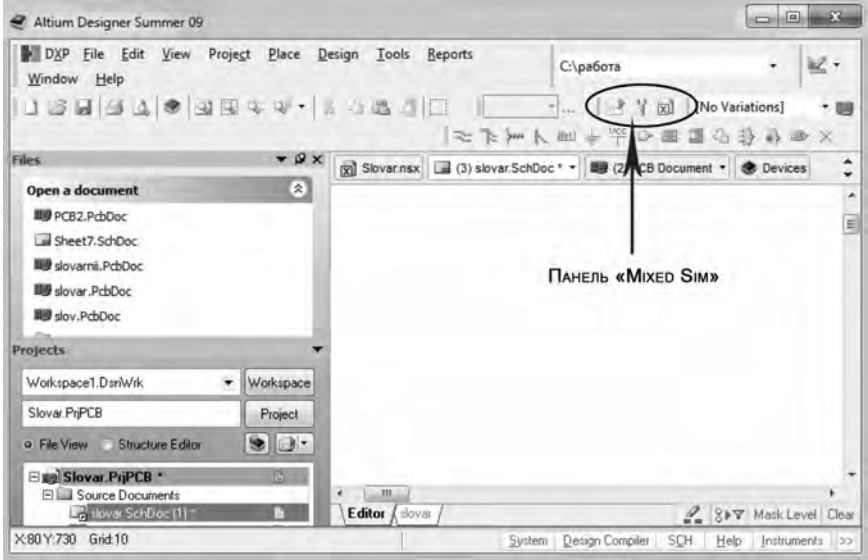 Altium Designer Summer 09
DXP File Edit View Project Place Design Tools Reports
Window Help
C:\работа
... [No Variations]
VCC
Files
Slovar.nsx (3) slovar.SchDoc * (2) PCB Document Devices
Open a document
PCB2.PcbDoc
Sheet7.SchDoc
slovarnii.PcbDoc
slovar.PcbDoc
slov.PcbDoc
Панель «Mixed Sim»
Projects
Workspace1.DsnWrk Workspace
Slovar.PrjPCB Project
File View Structure Editor
Slovar.PrjPCB *
Source Documents
slovar.SchDoc (1) *
Editor slovar
Mask Level Clear
X:80 Y:730 Grid:10
System Design Compiler SCH Help Instruments >>